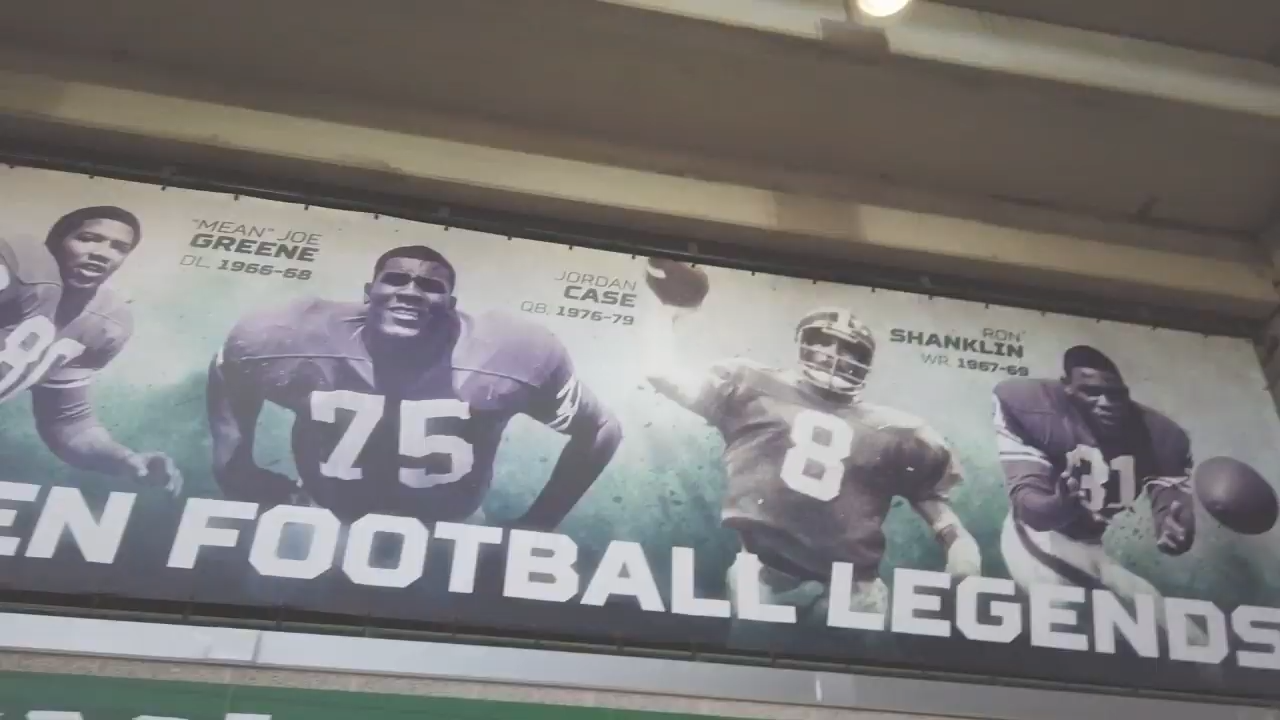 "MEAN" JOE
GREENE
DL. 1966-68
JORDAN
CASE
QB. 1976-79
RON
SHANKLIN
WR. 1967-69
80
75
8
31
EN FOOTBALL LEGENDS